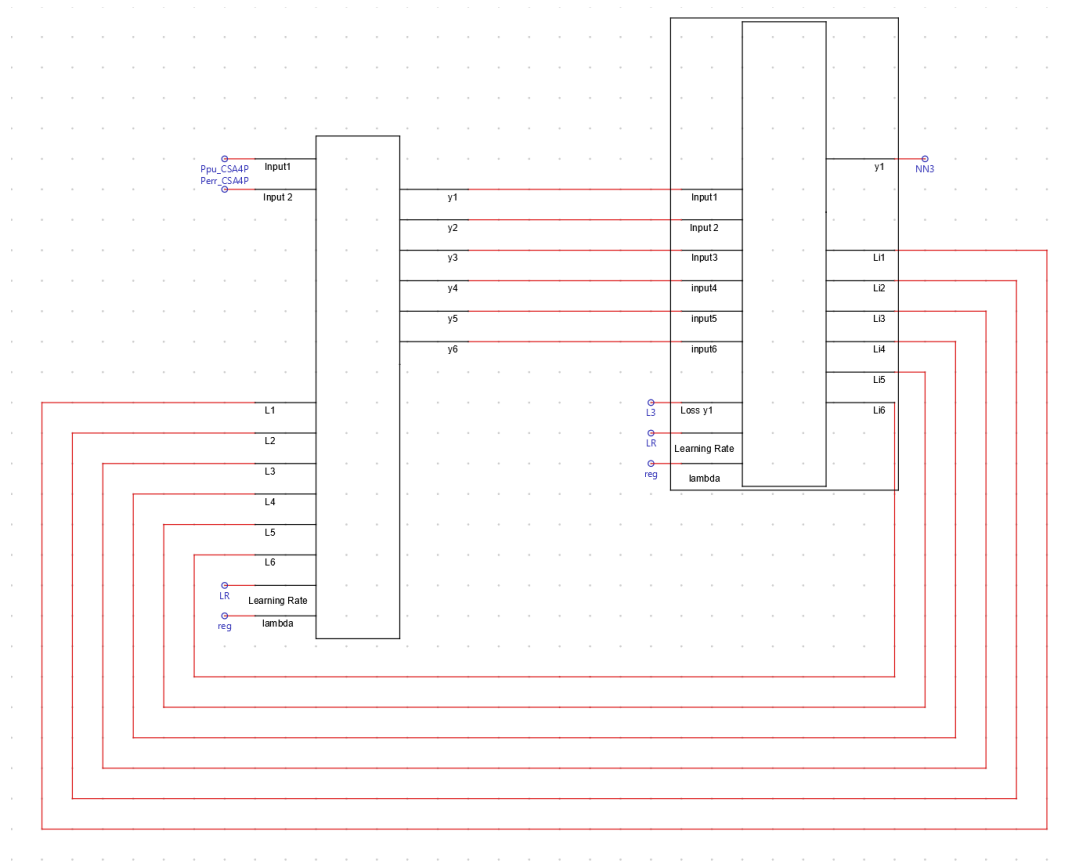 Ppu_CSA4P
Perr_CSA4P
Input1
Input 2
y1
y2
y3
y4
y5
y6
L1
L2
L3
L4
L5
L6
LR
Learning Rate
reg
lambda
Input1
Input 2
Input3
input4
input5
input6
L3
Loss y1
LR
Learning Rate
reg
lambda
y1
NN3
Li1
Li2
Li3
Li4
Li5
Li6